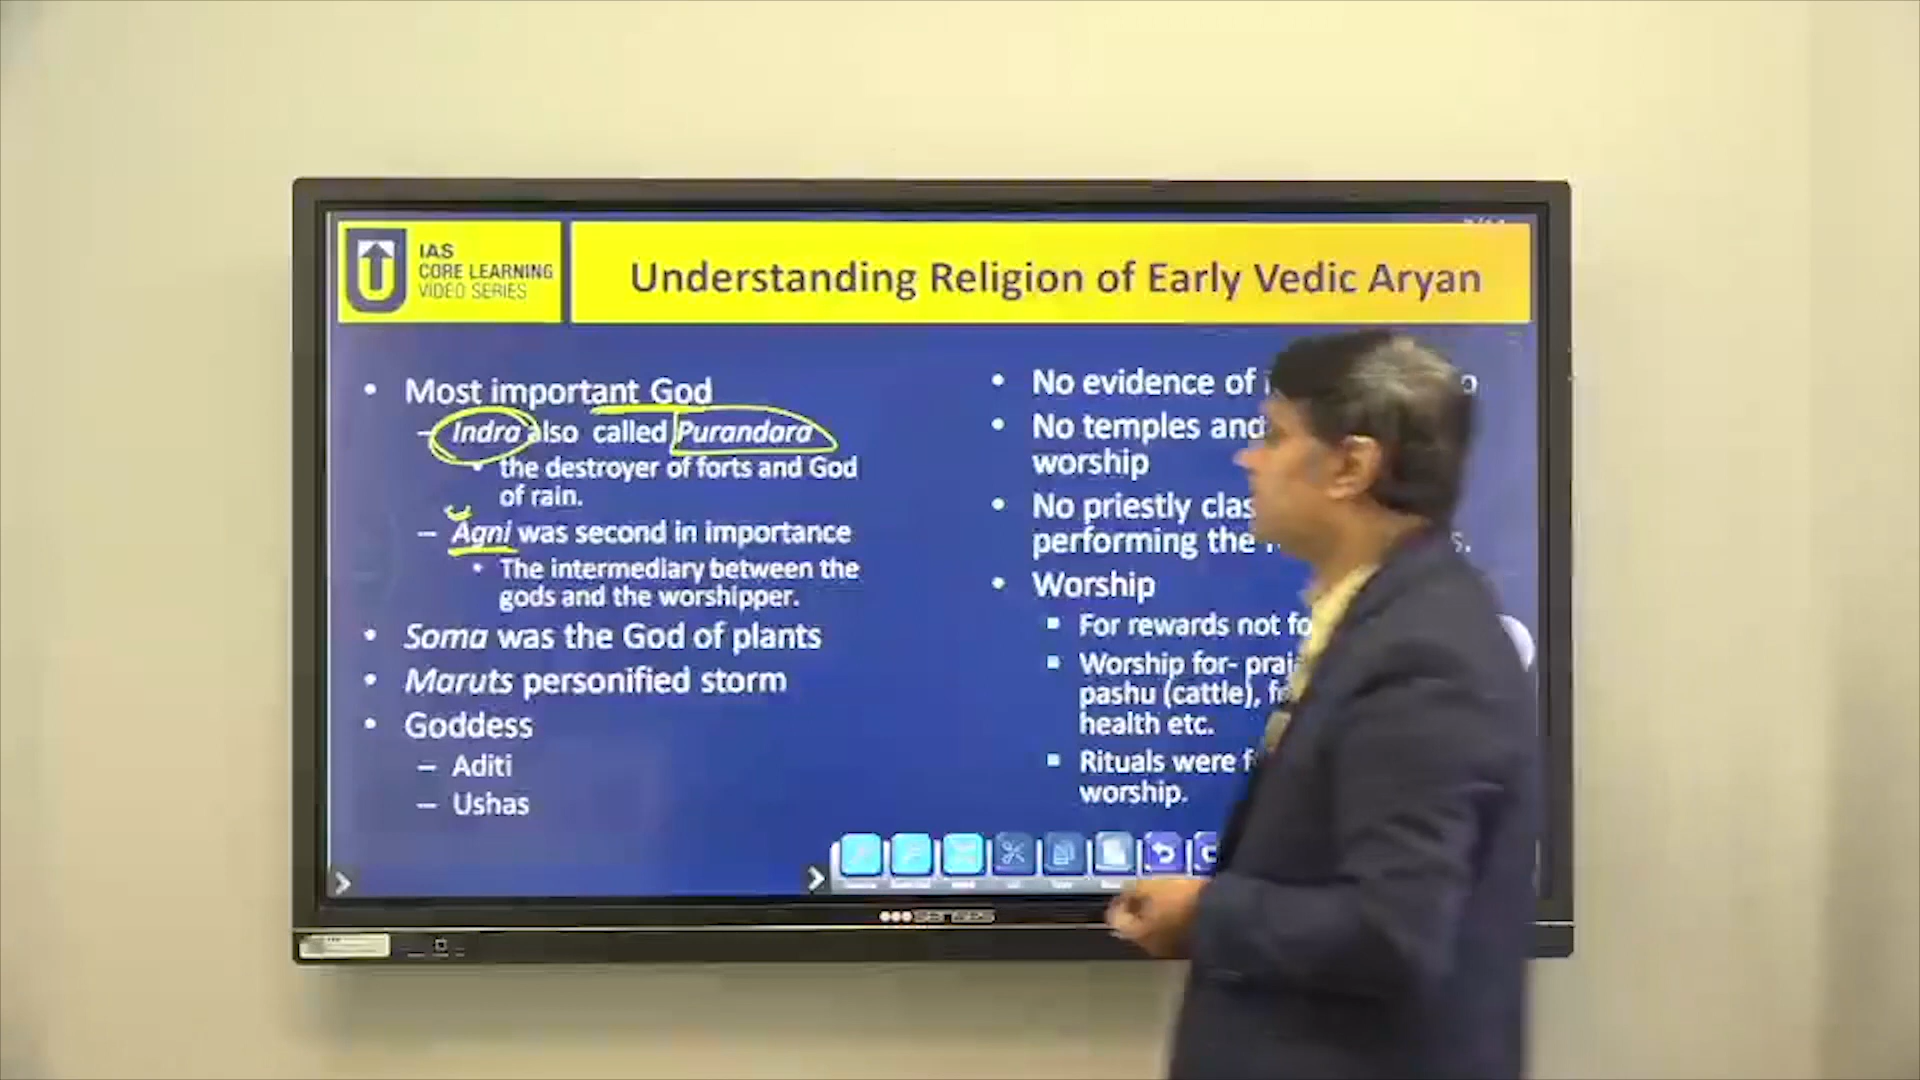 IAS
CORE LEARNING
VIDEO SERIES
Understanding Religion of Early Vedic Aryan
• Most important God
– Indra also called Purandara
• the destroyer of forts and God
of rain.
– Agni was second in importance
• The intermediary between the
gods and the worshipper.
• Soma was the God of plants
• Maruts personified storm
• Goddess
– Aditi
– Ushas
• No evidence of
• No temples and
worship
• No priestly
performing the
• Worship
▪ For rewards not
▪ Worship for-
pashu (cattle),
health etc.
▪ Rituals were
worship.